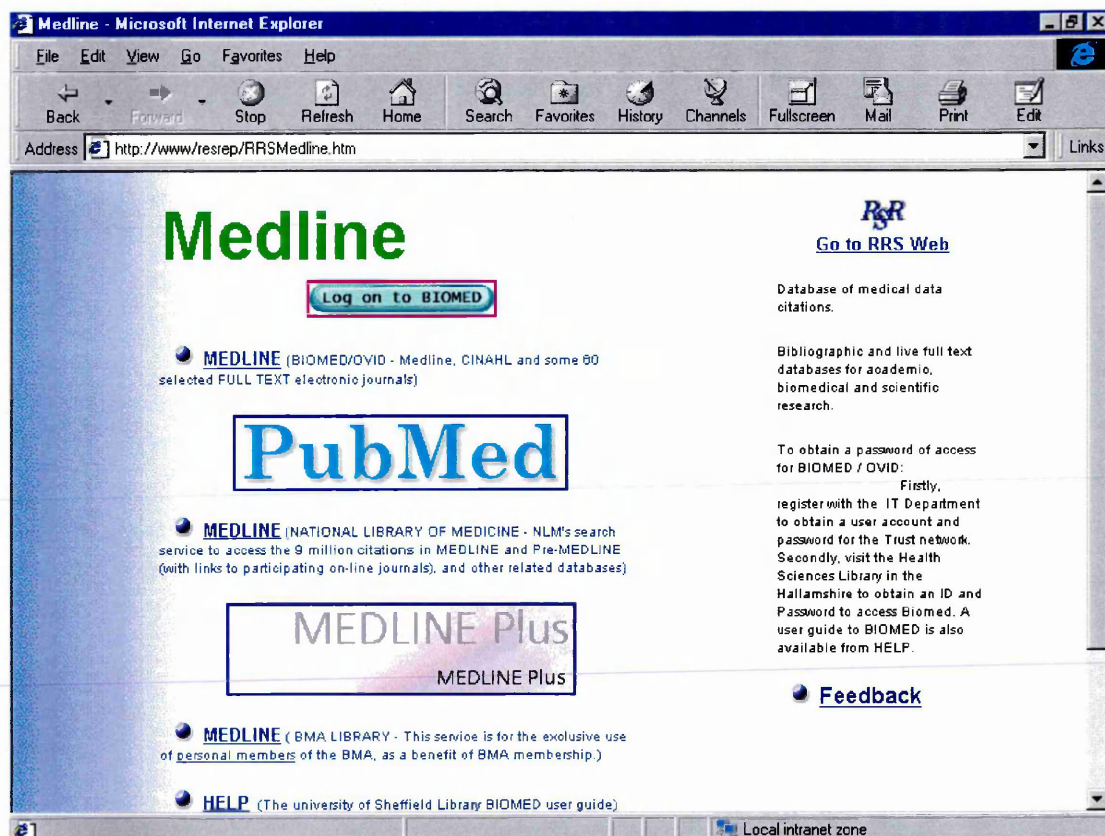 Medline - Microsoft Internet Explorer
File Edit View Go Favorites Help
Back Forward Stop Refresh Home Search Favorites History Channels Fullscreen Mail Print Edit
Address http://www/resrep/RRSMedline.htm Links
Medline
Log on to BIOMED
MEDLINE (BIOMED/OVID - Medline, CINAHL and some 60
selected FULL TEXT electronic journals)
PubMed
MEDLINE (NATIONAL LIBRARY OF MEDICINE - NLM's search
service to access the 9 million citations in MEDLINE and Pre-MEDLINE
(with links to participating on-line journals), and other related databases)
MEDLINE Plus
MEDLINE Plus
MEDLINE ( BMA LIBRARY - This service is for the exclusive use
of personal members of the BMA, as a benefit of BMA membership.)
HELP (The university of Sheffield Library BIOMED user guide)
RSR
Go to RRS Web
Database of medical data
citations.
Bibliographic and live full text
databases for academic,
biomedical and scientific
research.
To obtain a password of access
for BIOMED / OVID:
Firstly,
register with the IT Department
to obtain a user account and
password for the Trust network.
Secondly, visit the Health
Sciences Library in the
Hallamshire to obtain an ID and
Password to access Biomed. A
user guide to BIOMED is also
available from HELP.
Feedback
Local intranet zone